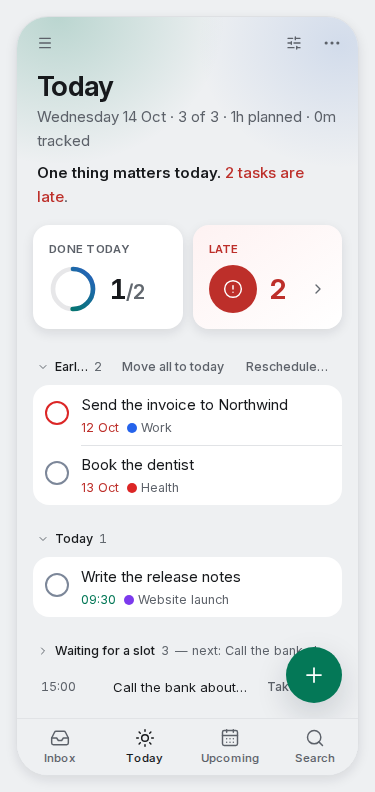 Today
Wednesday 14 Oct · 3 of 3 · 1h planned · 0m
tracked
One thing matters today. 2 tasks are
late.
DONE TODAY
1/2
LATE
2
Earl… 2 Move all to today Reschedule…
Send the invoice to Northwind
12 Oct Work
Book the dentist
13 Oct Health
Today 1
Write the release notes
09:30 Website launch
Waiting for a slot 3 — next: Call the bank
15:00 Call the bank about…
Inbox
Today
Upcoming
Search